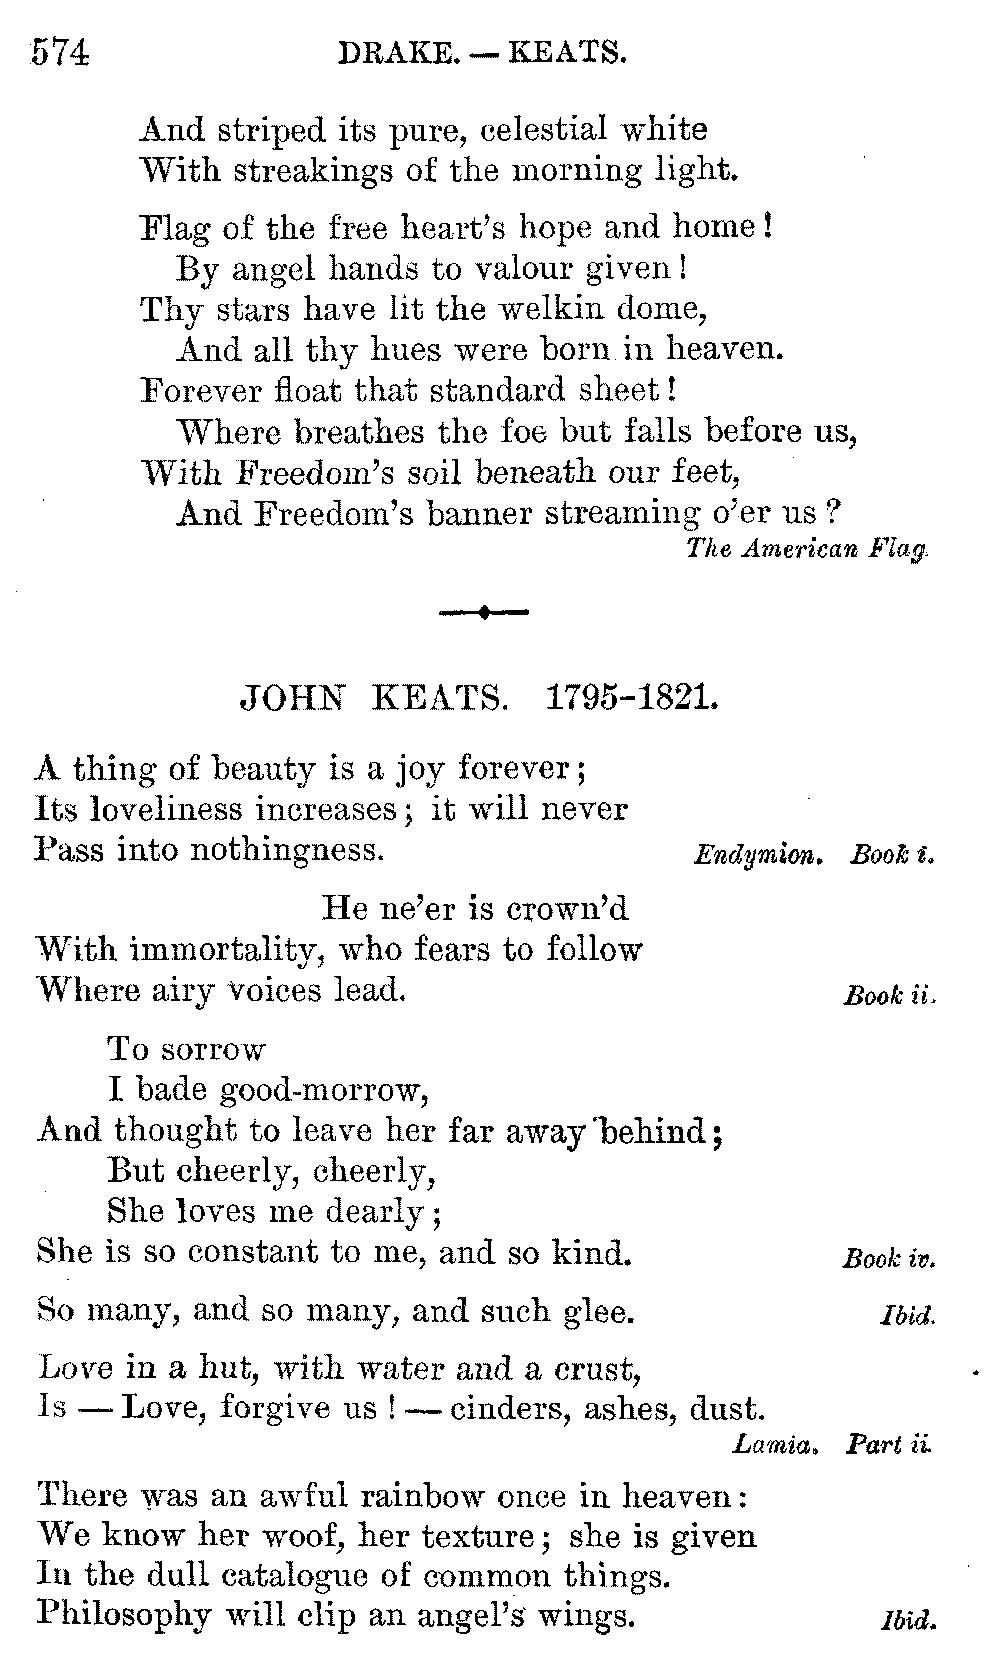 574 DRAKE. — KEATS.
And striped its pure, celestial white
With streakings of the morning light.
Flag of the free heart's hope and home!
By angel hands to valour given!
Thy stars have lit the welkin dome,
And all thy hues were born in heaven.
Forever float that standard sheet!
Where breathes the foe but falls before us,
With Freedom's soil beneath our feet,
And Freedom's banner streaming o'er us?
The American Flag.
JOHN KEATS. 1795–1821.
A thing of beauty is a joy forever;
Its loveliness increases; it will never
Pass into nothingness. Endymion. Book i.
He ne'er is crown'd
With immortality, who fears to follow
Where airy voices lead. Book ii.
To sorrow
I bade good-morrow,
And thought to leave her far away behind;
But cheerly, cheerly,
She loves me dearly;
She is so constant to me, and so kind. Book iv.
So many, and so many, and such glee. Ibid.
Love in a hut, with water and a crust,
Is — Love, forgive us! — cinders, ashes, dust.
Lamia. Part ii.
There was an awful rainbow once in heaven:
We know her woof, her texture; she is given
In the dull catalogue of common things.
Philosophy will clip an angel's wings. Ibid.